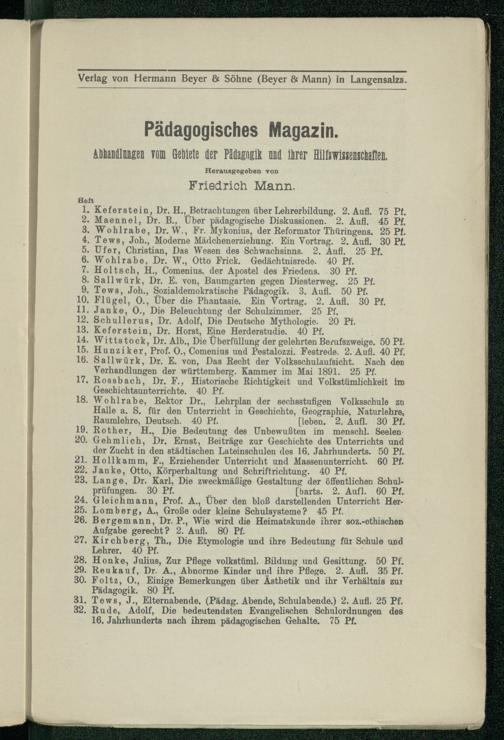 Verlag von Hermann Beyer & Söhne (Beyer & Mann) in Langensalza.
Pädagogisches Magazin.
Abhandlungen vom Gebiete der Pädagogik und ihrer Hilfswissenschaften.
Herausgegeben von
Friedrich Mann.
Heft
1. Keferstein, Dr. H., Betrachtungen über Lehrerbildung. 2. Aufl. 75 Pf.
2. Maennel, Dr. B., Über pädagogische Diskussionen. 2. Aufl. 45 Pf.
3. Wohlrabe, Dr. W., Fr. Mykonius, der Reformator Thüringens. 25 Pf.
4. Tews, Joh., Moderne Mädchenerziehung. Ein Vortrag. 2. Aufl. 30 Pf.
5. Ufer, Christian, Das Wesen des Schwachsinns. 2. Aufl. 25 Pf.
6. Wohlrabe, Dr. W., Otto Frick. Gedächtnisrede. 40 Pf.
7. Holtsch, H., Comenius, der Apostel des Friedens. 30 Pf.
8. Sallwürk, Dr. E. von, Baumgarten gegen Diesterweg. 25 Pf.
9. Tews, Joh., Sozialdemokratische Pädagogik. 3. Aufl. 50 Pf.
10. Flügel, O., Über die Phantasie. Ein Vortrag. 2. Aufl. 30 Pf.
11. Janke, O., Die Beleuchtung der Schulzimmer. 25 Pf.
12. Schullerus, Dr. Adolf, Die Deutsche Mythologie. 20 Pf.
13. Keferstein, Dr. Horst, Eine Herderstudie. 40 Pf.
14. Wittstock, Dr. Alb., Die Überfüllung der gelehrten Berufszweige. 50 Pf.
15. Hunziker, Prof. O., Comenius und Pestalozzi. Festrede. 2. Aufl. 40 Pf.
16. Sallwürk, Dr. E. von, Das Recht der Volksschulaufsicht. Nach den
Verhandlungen der württemberg. Kammer im Mai 1891. 25 Pf.
17. Rossbach, Dr. F., Historische Richtigkeit und Volkstümlichkeit im
Geschichtsunterrichte. 40 Pf.
18. Wohlrabe, Rektor Dr., Lehrplan der sechsstufigen Volksschule zu
Halle a. S. für den Unterricht in Geschichte, Geographie, Naturlehre,
Raumlehre, Deutsch. 40 Pf. [leben. 2. Aufl. 30 Pf.
19. Rother, H., Die Bedeutung des Unbewußten im menschl. Seelen-
20. Gehmlich, Dr. Ernst, Beiträge zur Geschichte des Unterrichts und
der Zucht in den städtischen Lateinschulen des 16. Jahrhunderts. 50 Pf.
21. Hollkamm, F., Erziehender Unterricht und Massenunterricht. 60 Pf.
22. Janke, Otto, Körperhaltung und Schriftrichtung. 40 Pf.
23. Lange, Dr. Karl, Die zweckmäßige Gestaltung der öffentlichen Schul-
prüfungen. 30 Pf. [barts. 2. Aufl. 60 Pf.
24. Gleichmann, Prof. A., Über den bloß darstellenden Unterricht Her-
25. Lomberg, A., Große oder kleine Schulsysteme? 45 Pf.
26. Bergemann, Dr. P., Wie wird die Heimatskunde ihrer soz.-ethischen
Aufgabe gerecht? 2. Aufl. 80 Pf.
27. Kirchberg, Th., Die Etymologie und ihre Bedeutung für Schule und
Lehrer. 40 Pf.
28. Honke, Julius, Zur Pflege volkstüml. Bildung und Gesittung. 50 Pf.
29. Reukauf, Dr. A., Abnorme Kinder und ihre Pflege. 2. Aufl. 35 Pf.
30. Foltz, O., Einige Bemerkungen über Ästhetik und ihr Verhältnis zur
Pädagogik. 80 Pf.
31. Tews, J., Elternabende. (Pädag. Abende, Schulabende.) 2. Aufl. 25 Pf.
32. Rude, Adolf, Die bedeutendsten Evangelischen Schulordnungen des
16. Jahrhunderts nach ihrem pädagogischen Gehalte. 75 Pf.